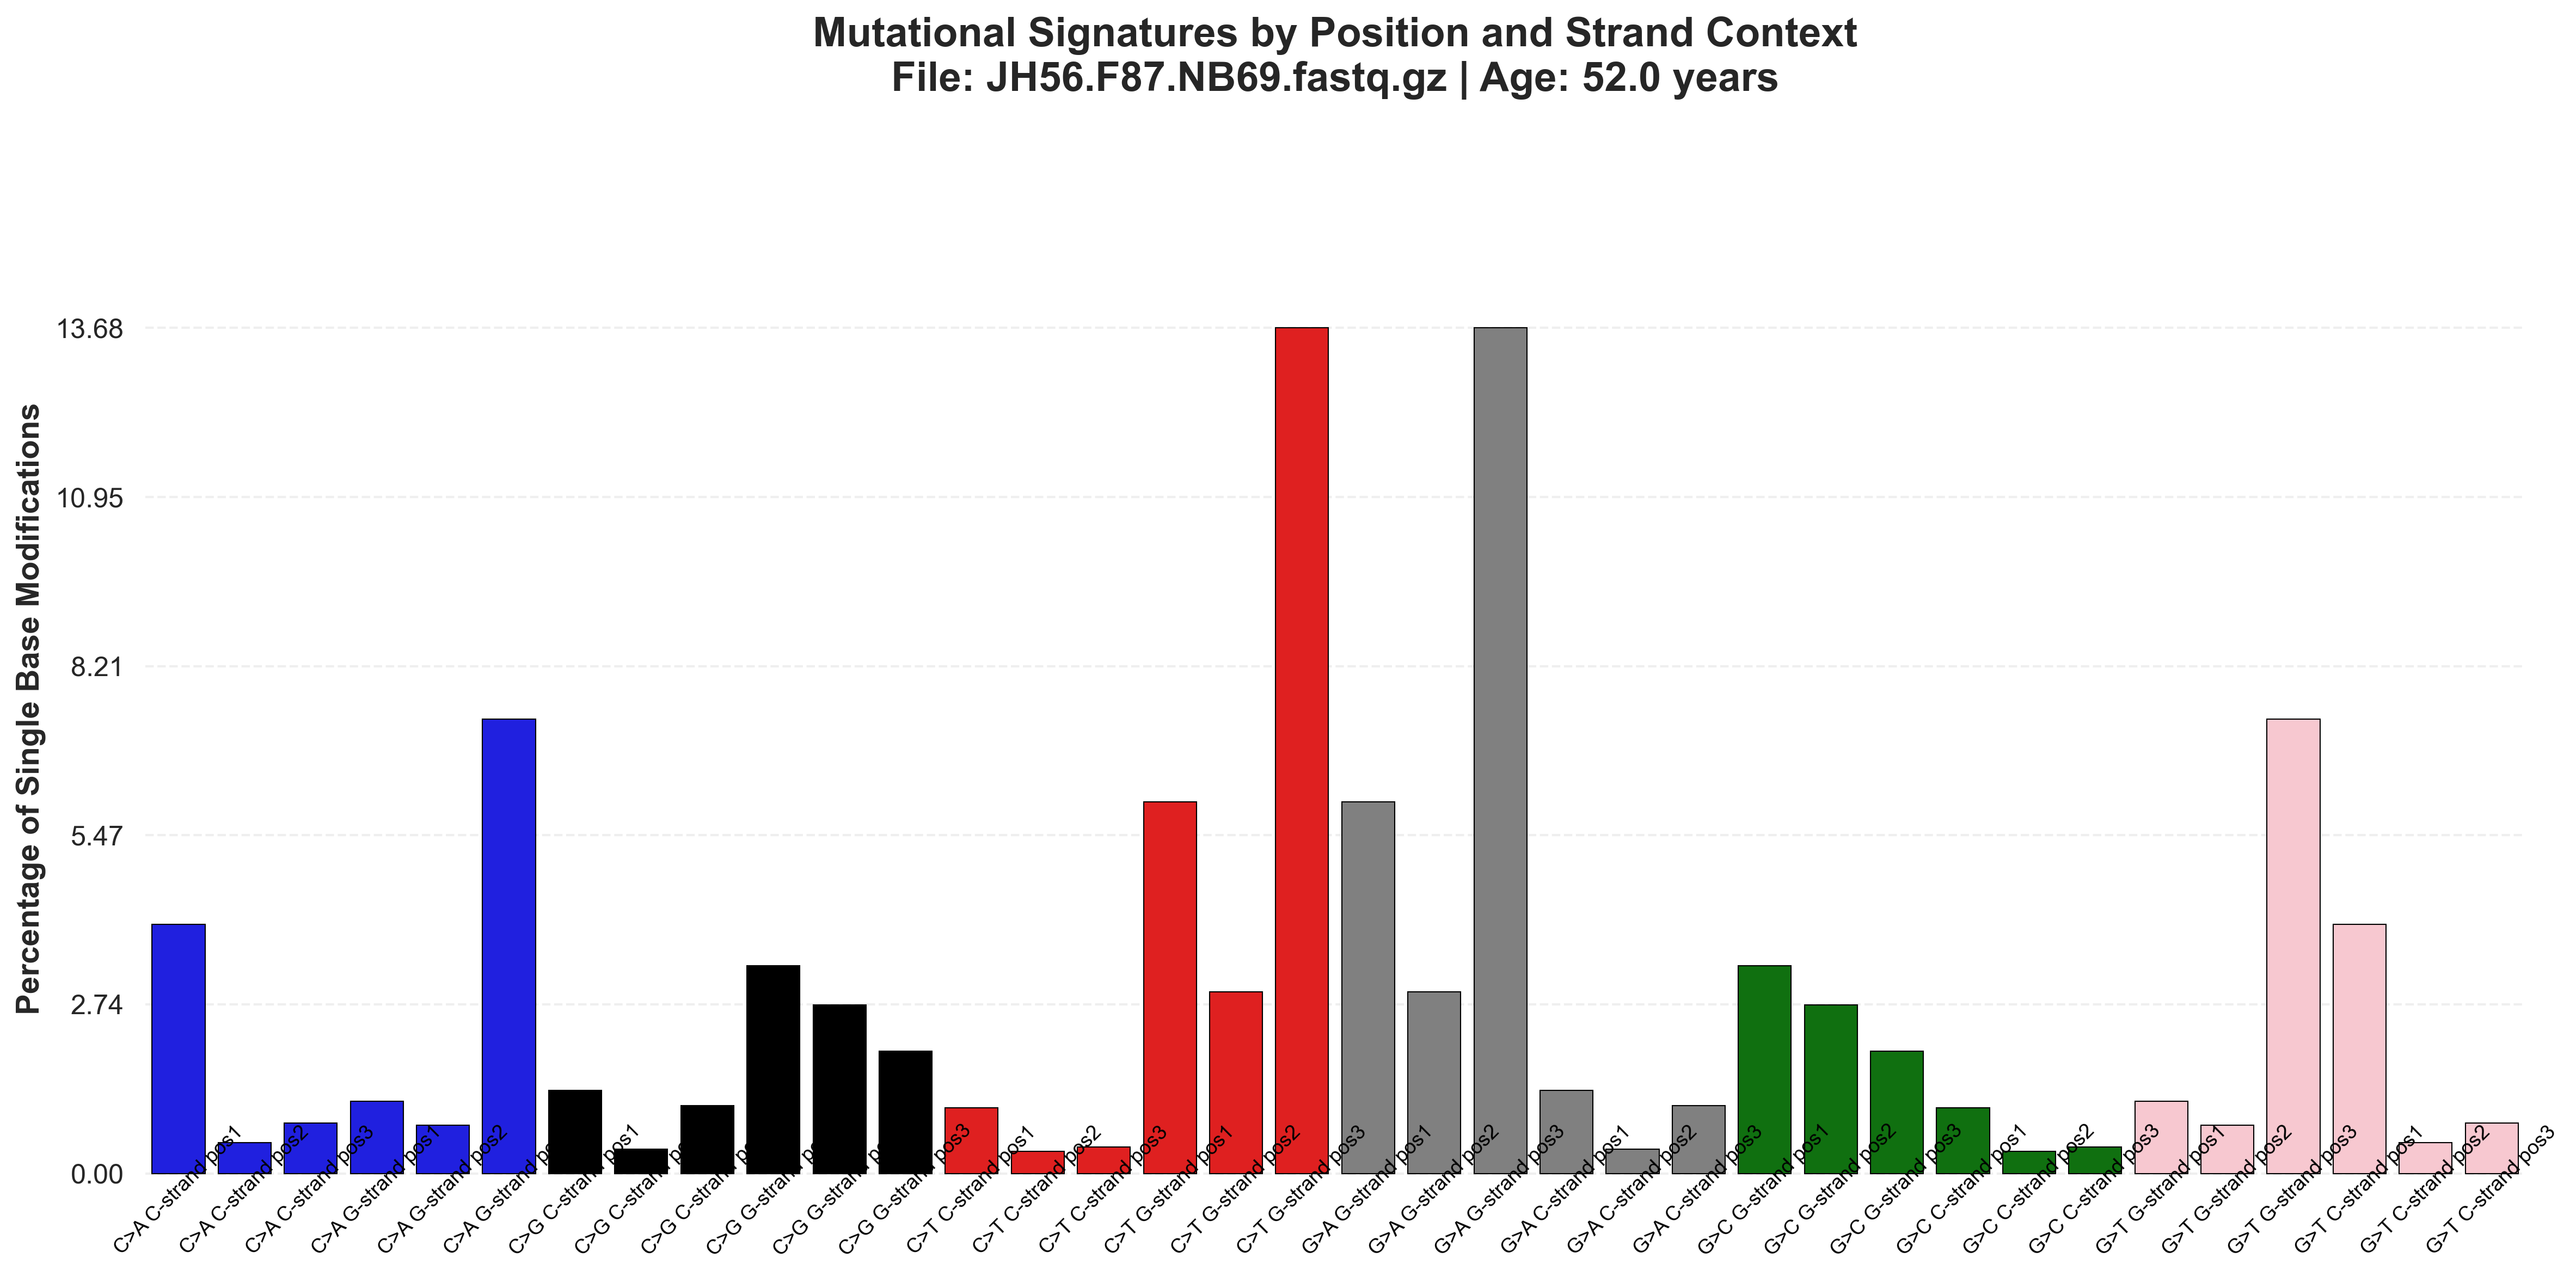 Mutational Signatures by Position and Strand Context
File: JH56.F87.NB69.fastq.gz | Age: 52.0 years
Percentage of Single Base Modifications
13.68
10.95
8.21
5.47
2.74
0.00
C>A C-strand pos1
C>A C-strand pos2
C>A C-strand pos3
C>A G-strand pos1
C>A G-strand pos2
C>A G-strand pos3
C>G C-strand pos1
C>G C-strand pos2
C>G C-strand pos3
C>G G-strand pos1
C>G G-strand pos2
C>G G-strand pos3
C>T C-strand pos1
C>T C-strand pos2
C>T C-strand pos3
C>T G-strand pos1
C>T G-strand pos2
C>T G-strand pos3
G>A G-strand pos1
G>A G-strand pos2
G>A G-strand pos3
G>A C-strand pos1
G>A C-strand pos2
G>A C-strand pos3
G>C G-strand pos1
G>C G-strand pos2
G>C G-strand pos3
G>C C-strand pos1
G>C C-strand pos2
G>C C-strand pos3
G>T G-strand pos1
G>T G-strand pos2
G>T G-strand pos3
G>T C-strand pos1
G>T C-strand pos2
G>T C-strand pos3